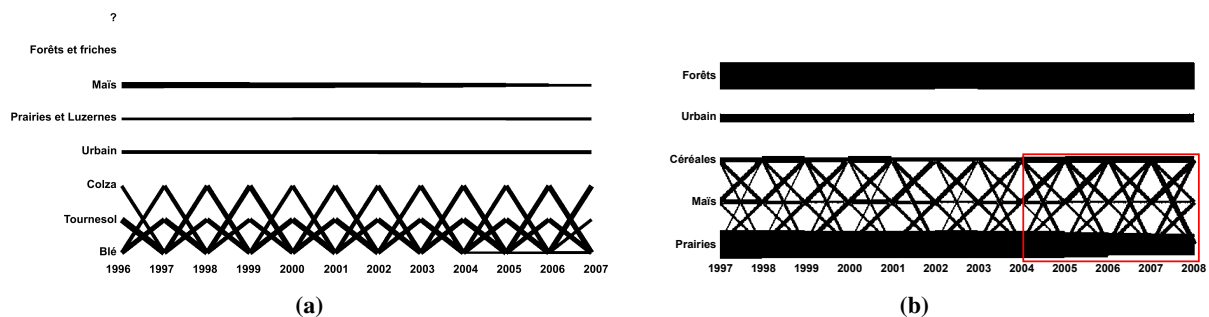 ?
Forêts et friches
Maïs
Prairies et Luzernes
Urbain
Colza
Tournesol
Blé
1996 1997 1998 1999 2000 2001 2002 2003 2004 2005 2006 2007
(a)
Forêts
Urbain
Céréales
Maïs
Prairies
1997 1998 1999 2000 2001 2002 2003 2004 2005 2006 2007 2008
(b)